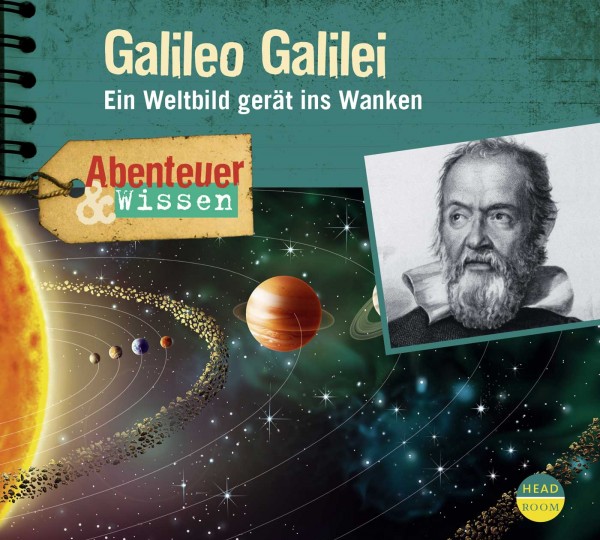 Galileo Galilei
Ein Weltbild gerät ins Wanken
Abenteuer
& Wissen
HEAD
ROOM